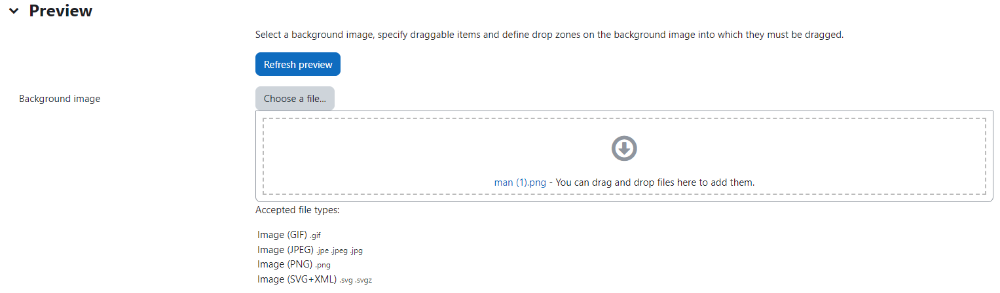 Preview
Select a background image, specify draggable items and define drop zones on the background image into which they must be dragged.
Refresh preview
Background image
Choose a file...
man (1).png - You can drag and drop files here to add them.
Accepted file types:
Image (GIF) .gif
Image (JPEG) .jpe .jpeg .jpg
Image (PNG) .png
Image (SVG+XML) .svg .svgz